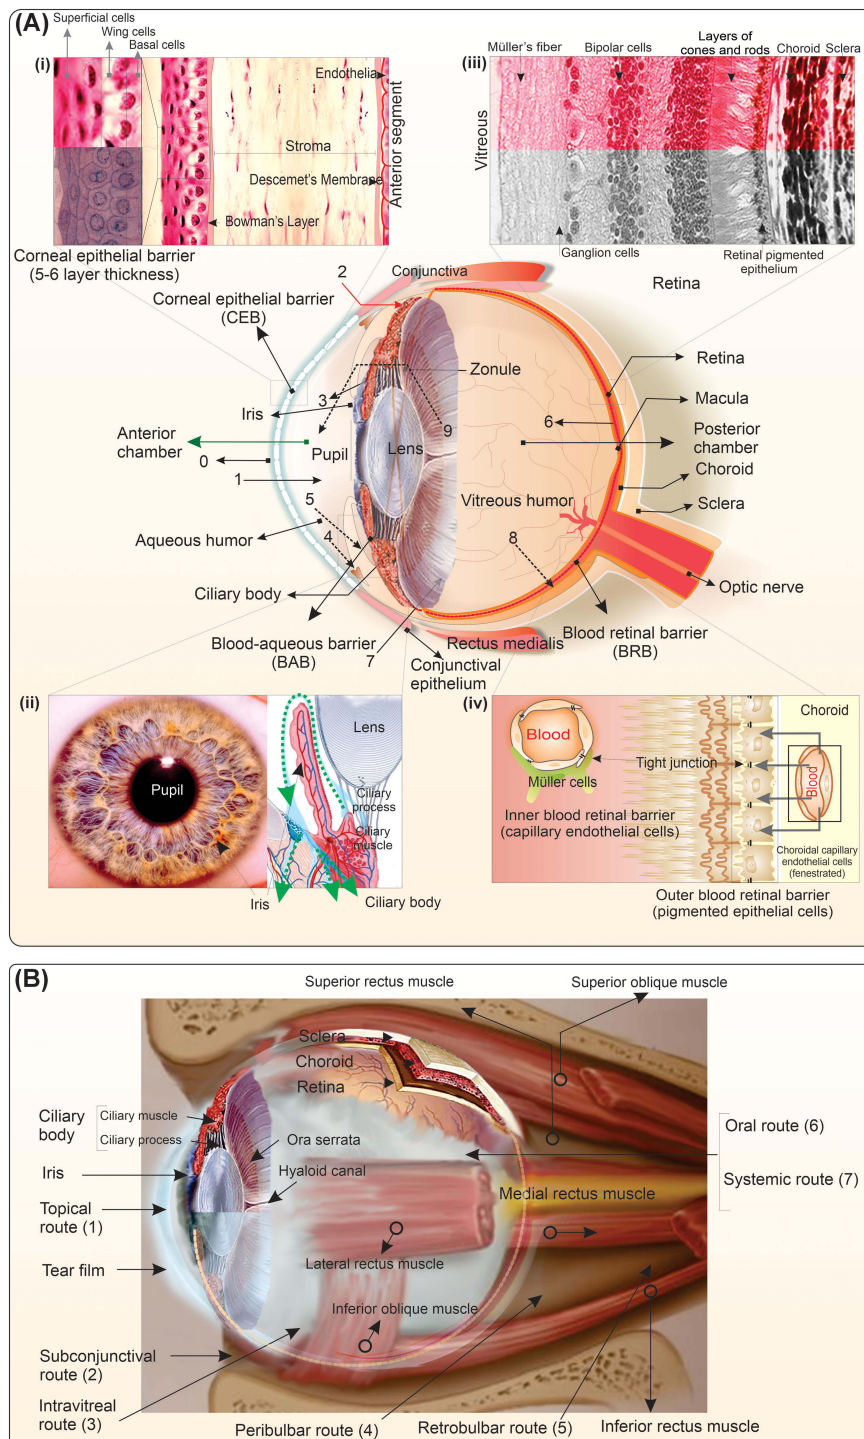 (A)
Superficial cells
Wing cells
Basal cells
(i)
Endothelia
Stroma
Descemet's Membrane
Bowman's Layer
Anterior segment
Corneal epithelial barrier
(5-6 layer thickness)
Layers of
cones and rods
Müller's fiber
Bipolar cells
Choroid
Sclera
(iii)
Vitreous
Ganglion cells
Retinal pigmented
epithelium
Retina
2
Conjunctiva
Corneal epithelial barrier
(CEB)
Zonule
Retina
3
Iris
Macula
Anterior
chamber
Pupil
Lens
9
6
Posterior
chamber
0
1
Choroid
5
Vitreous humor
Sclera
Aqueous humor
4
8
Ciliary body
Optic nerve
Blood-aqueous barrier
(BAB)
7
Rectus medialis
Blood retinal barrier
(BRB)
Conjunctival
epithelium
(ii)
Pupil
Iris
Lens
Ciliary
process
Ciliary
muscle
Ciliary body
(iv)
Choroid
Blood
Tight junction
Müller cells
Blood
Inner blood retinal barrier
(capillary endothelial cells)
Choroidal capillary
endothelial cells
(fenestrated)
Outer blood retinal barrier
(pigmented epithelial cells)
(B)
Superior rectus muscle
Superior oblique muscle
Sclera
Choroid
Retina
Ciliary
body
Ciliary muscle
Ciliary process
Ora serrata
Oral route (6)
Iris
Hyaloid canal
Systemic route (7)
Medial rectus muscle
Topical
route (1)
Lateral rectus muscle
Tear film
Inferior oblique muscle
Subconjunctival
route (2)
Intravitreal
route (3)
Peribulbar route (4)
Retrobulbar route (5)
Inferior rectus muscle